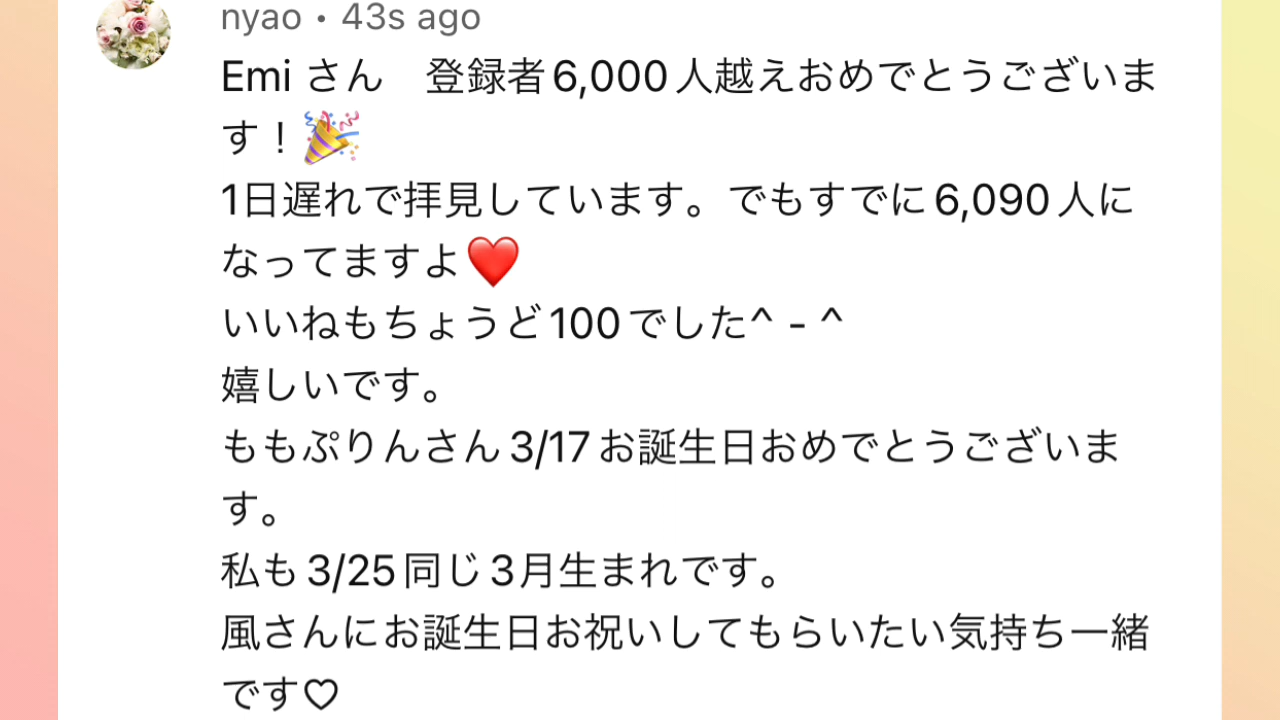 nyao • 43s ago
Emi さん　登録者6,000人越えおめでとうございま
す！🎉
1日遅れで拝見しています。でもすでに6,090人に
なってますよ❤️
いいねもちょうど100でした^ - ^
嬉しいです。
ももぷりんさん3/17お誕生日おめでとうございま
す。
私も3/25同じ3月生まれです。
風さんにお誕生日お祝いしてもらいたい気持ち一緒
です♡